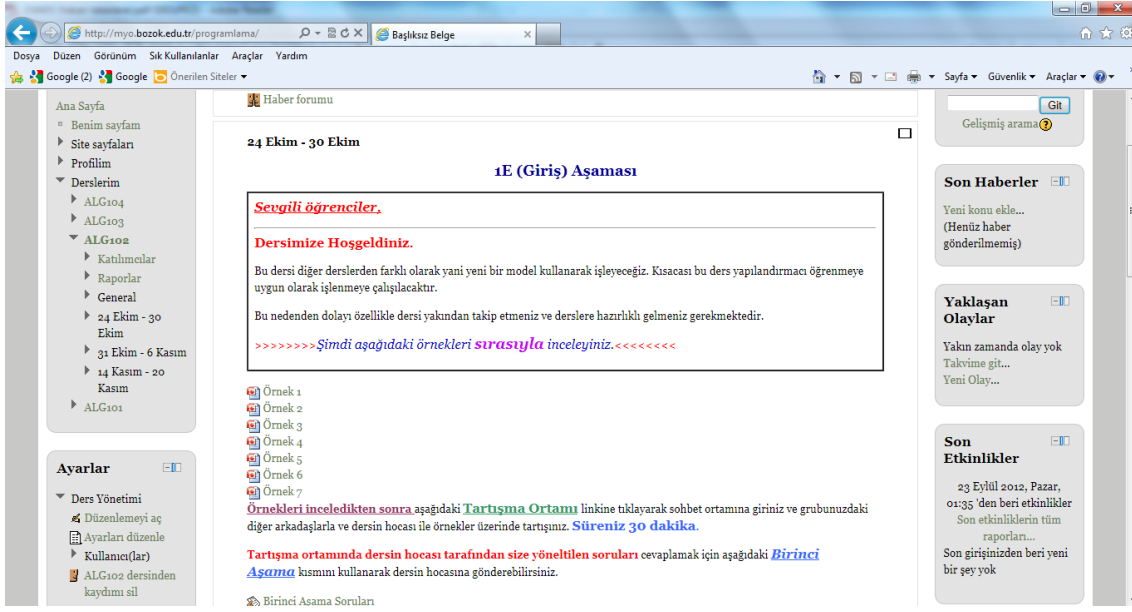 http://myo.bozok.edu.tr/programlama/
Başlıksız Belge
Dosya Düzen Görünüm Sık Kullanılanlar Araçlar Yardım
Google (2) Google Önerilen Siteler
Sayfa Güvenlik Araçlar
Ana Sayfa
Benim sayfam
Site sayfaları
Profilim
Derslerim
ALG104
ALG103
ALG102
Katılımcılar
Raporlar
General
24 Ekim - 30
Ekim
31 Ekim - 6 Kasım
14 Kasım - 20
Kasım
ALG101
Ayarlar
Ders Yönetimi
Düzenlemeyi aç
Ayarları düzenle
Kullanıcı(lar)
ALG102 dersinden
kaydımı sil
Haber forumu
24 Ekim - 30 Ekim
1E (Giriş) Aşaması
Sevgili öğrenciler,
Dersimize Hoşgeldiniz.
Bu dersi diğer derslerden farklı olarak yani yeni bir model kullanarak işleyeceğiz. Kısacası bu ders yapılandırmacı öğrenmeye
uygun olarak işlenmeye çalışılacaktır.
Bu nedenden dolayı özellikle dersi yakından takip etmeniz ve derslere hazırlıklı gelmeniz gerekmektedir.
>>>>>>>>Şimdi aşağıdaki örnekleri sırasıyla inceleyiniz.<<<<<<<<
Örnek 1
Örnek 2
Örnek 3
Örnek 4
Örnek 5
Örnek 6
Örnek 7
Örnekleri inceledikten sonra aşağıdaki Tartışma Ortamı linkine tıklayarak sohbet ortamına giriniz ve grubunuzdaki
diğer arkadaşlarla ve dersin hocası ile örnekler üzerinde tartışınız. Süreniz 30 dakika.
Tartışma ortamında dersin hocası tarafından size yöneltilen soruları cevaplamak için aşağıdaki Birinci
Aşama kısmını kullanarak dersin hocasına gönderebilirsiniz.
Birinci Aşama Soruları
Git
Gelişmiş arama
Son Haberler
Yeni konu ekle...
(Henüz haber
gönderilmemiş)
Yaklaşan
Olaylar
Yakın zamanda olay yok
Takvime git...
Yeni Olay...
Son
Etkinlikler
23 Eylül 2012, Pazar,
01:35 'den beri etkinlikler
Son etkinliklerin tüm
raporları...
Son girişinizden beri yeni
bir şey yok